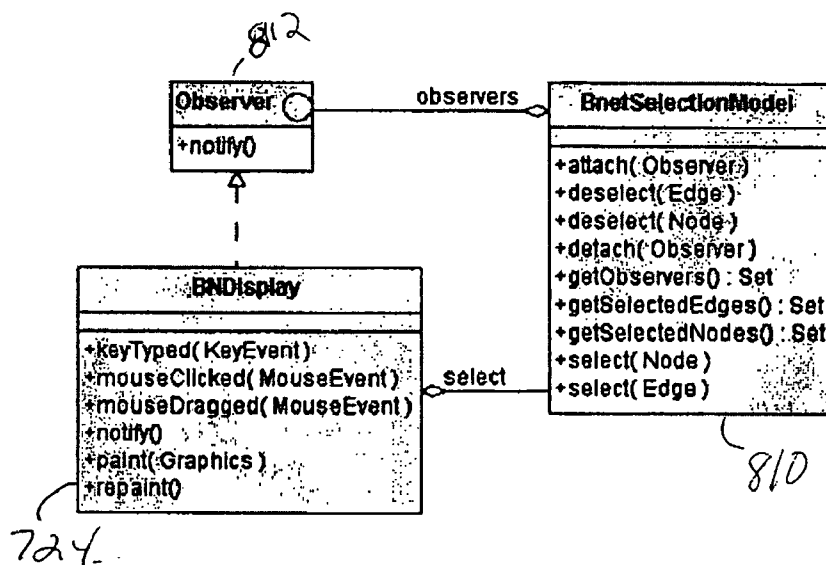 812
Observer
observers
BnetSelectionModel
+notify()
+attach( Observer )
+deselect( Edge )
+deselect( Node )
+detach( Observer )
+getObservers() : Set
+getSelectedEdges() : Set
+getSelectedNodes() : Set
+select( Node )
+select( Edge )
BNDisplay
+keyTyped( KeyEvent )
+mouseClicked( MouseEvent )
+mouseDragged( MouseEvent )
+notify()
+paint( Graphics )
+repaint()
select
810
724